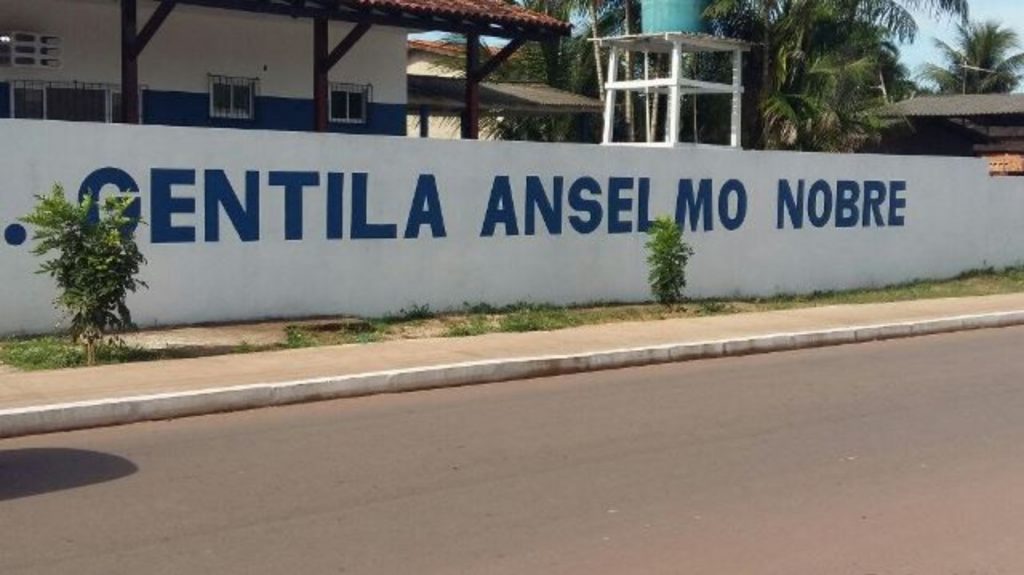 . GENTILA ANSELMO NOBRE